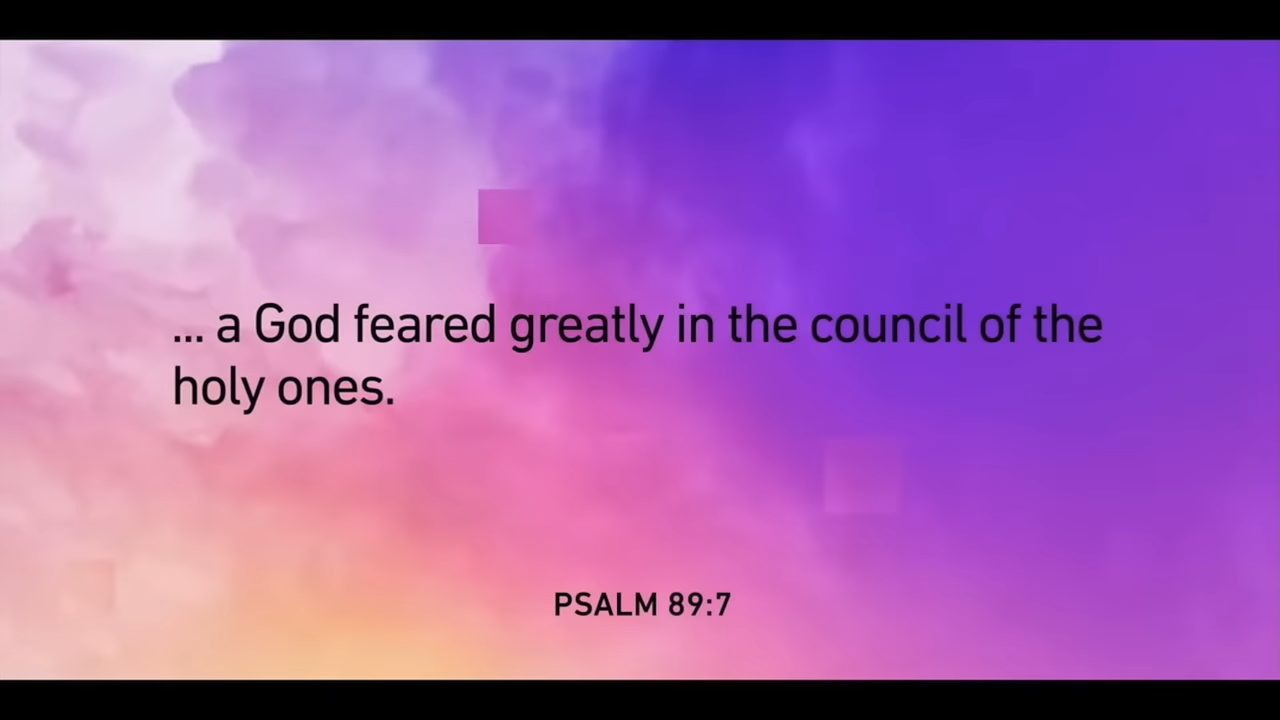 ... a God feared greatly in the council of the
holy ones.
PSALM 89:7